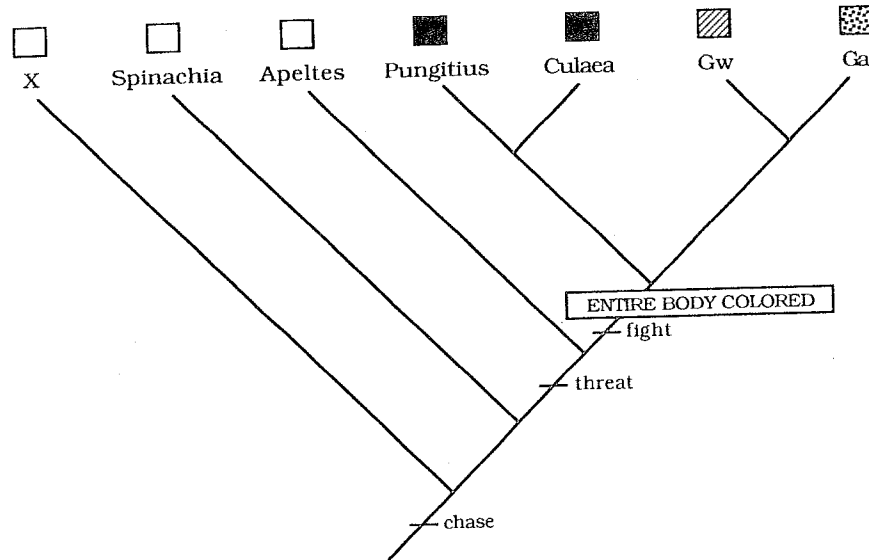 X Spinachia Apeltes Pungitius Culaea Gw Ga
ENTIRE BODY COLORED
fight
threat
chase